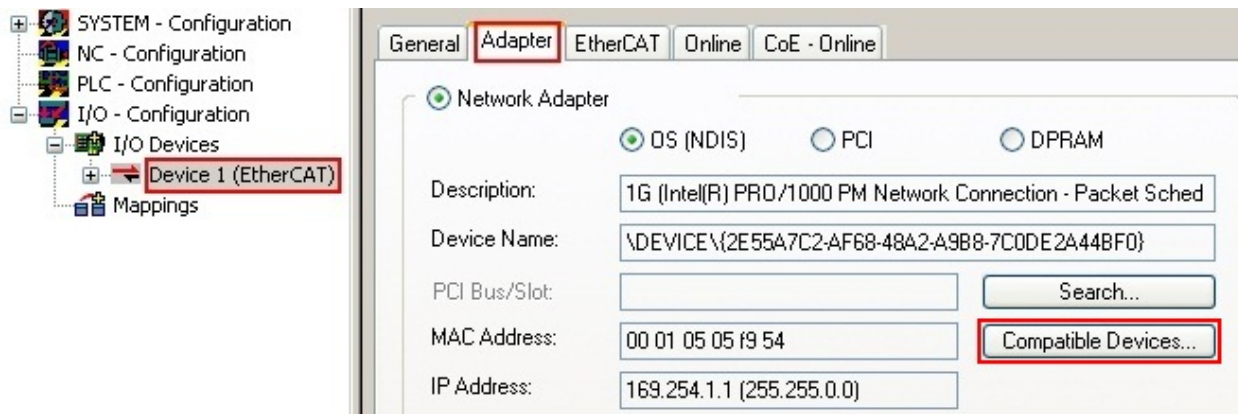 SYSTEM - Configuration
NC - Configuration
PLC - Configuration
I/O - Configuration
I/O Devices
Device 1 (EtherCAT)
Mappings
General Adapter EtherCAT Online CoE - Online
Network Adapter
OS (NDIS) PCI DPRAM
Description: 1G (Intel(R) PRO/1000 PM Network Connection - Packet Sched
Device Name: \DEVICE\{2E55A7C2-AF68-48A2-A9B8-7C0DE2A44BF0}
PCI Bus/Slot: Search...
MAC Address: 00 01 05 05 f9 54 Compatible Devices...
IP Address: 169.254.1.1 (255.255.0.0)